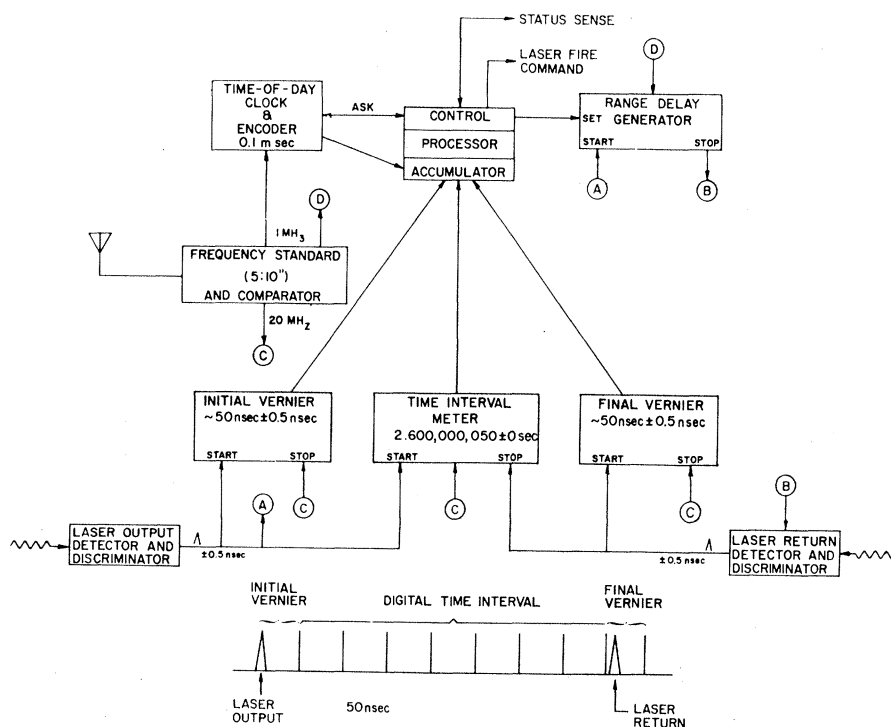 STATUS SENSE
LASER FIRE
COMMAND
D
TIME-OF-DAY
CLOCK
&
ENCODER
0.1 m sec
ASK
CONTROL
PROCESSOR
ACCUMULATOR
RANGE DELAY
SET GENERATOR
START STOP
A
B
D
1 MH3
FREQUENCY STANDARD
(5:10")
AND COMPARATOR
20 MHz
C
INITIAL VERNIER
~50nsec±0.5nsec
START STOP
TIME INTERVAL
METER
2.600,000,050±0sec
START STOP
FINAL VERNIER
~50nsec±0.5nsec
START STOP
A
C
C
C
B
LASER OUTPUT
DETECTOR AND
DISCRIMINATOR
±0.5nsec
±0.5nsec
LASER RETURN
DETECTOR AND
DISCRIMINATOR
INITIAL
VERNIER
DIGITAL TIME INTERVAL
FINAL
VERNIER
LASER
OUTPUT
50nsec
LASER
RETURN